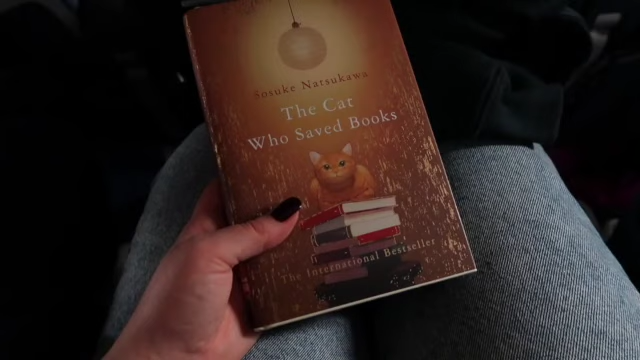 Sosuke Natsukawa
The Cat
Who Saved Books
The International Bestseller